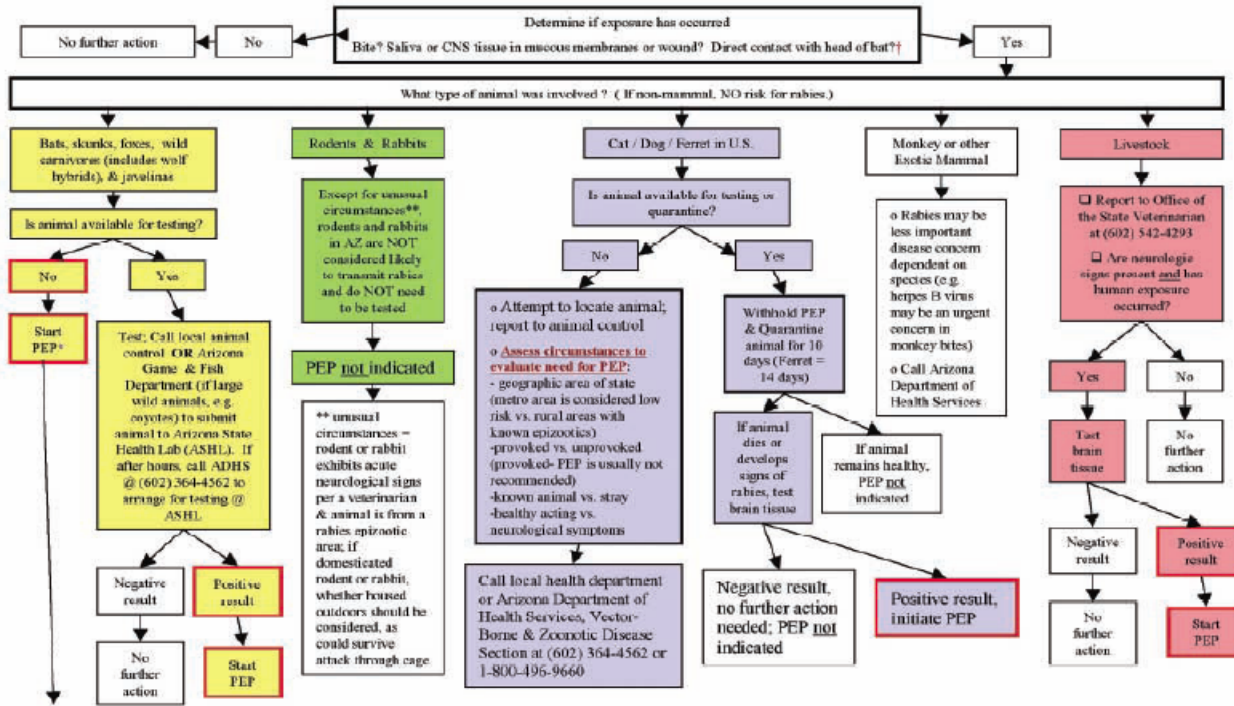 Determine if exposure has occurred
Bite? Saliva or CNS tissue in mucous membranes or wound? Direct contact with head of bat?†
No further action
No
Yes
What type of animal was involved ? ( If non-mammal, NO risk for rabies.)
Bats, skunks, foxes, wild
carnivores (includes wolf
hybrids), & javelinas
Is animal available for testing?
No
Yes
Start
PEP*
Test; Call local animal
control OR Arizona
Game & Fish
Department (if large
wild animals, e.g.
coyotes) to submit
animal to Arizona State
Health Lab (ASHL). If
after hours, call ADHS
@ (602) 364-4562 to
arrange for testing @
ASHL
Negative
result
Positive
result
No
further
action
Start
PEP
Rodents & Rabbits
Except for unusual
circumstances**,
rodents and rabbits
in AZ are NOT
considered likely
to transmit rabies
and do NOT need
to be tested
PEP not indicated
** unusual
circumstances =
rodent or rabbit
exhibits acute
neurological signs
per a veterinarian
& animal is from a
rabies epizootic
area; if
domesticated
rodent or rabbit,
whether housed
outdoors should be
considered, as
could survive
attack through cage
Cat / Dog / Ferret in U.S.
Is animal available for testing or
quarantine?
No
Yes
o Attempt to locate animal;
report to animal control
o Assess circumstances to
evaluate need for PEP:
- geographic area of state
(metro area is considered low
risk vs. rural areas with
known epizootics)
-provoked vs. unprovoked
(provoked- PEP is usually not
recommended)
-known animal vs. stray
-healthy acting vs.
neurological symptoms
Call local health department
or Arizona Department of
Health Services, Vector-
Borne & Zoonotic Disease
Section at (602) 364-4562 or
1-800-496-9660
Withhold PEP
& Quarantine
animal for 10
days (Ferret =
14 days)
If animal
dies or
develops
signs of
rabies, test
brain tissue
If animal
remains healthy,
PEP not
indicated
Negative result,
no further action
needed; PEP not
indicated
Positive result,
initiate PEP
Monkey or other
Exotic Mammal
o Rabies may be
less important
disease concern
dependent on
species (e.g.
herpes B virus
may be an urgent
concern in
monkey bites)
o Call Arizona
Department of
Health Services
Livestock
❑ Report to Office of
the State Veterinarian
at (602) 542-4293
❑ Are neurologic
signs present and has
human exposure
occurred?
Yes
No
Test
brain
tissue
No
further
action
Negative
result
Positive
result
No
further
action
Start
PEP